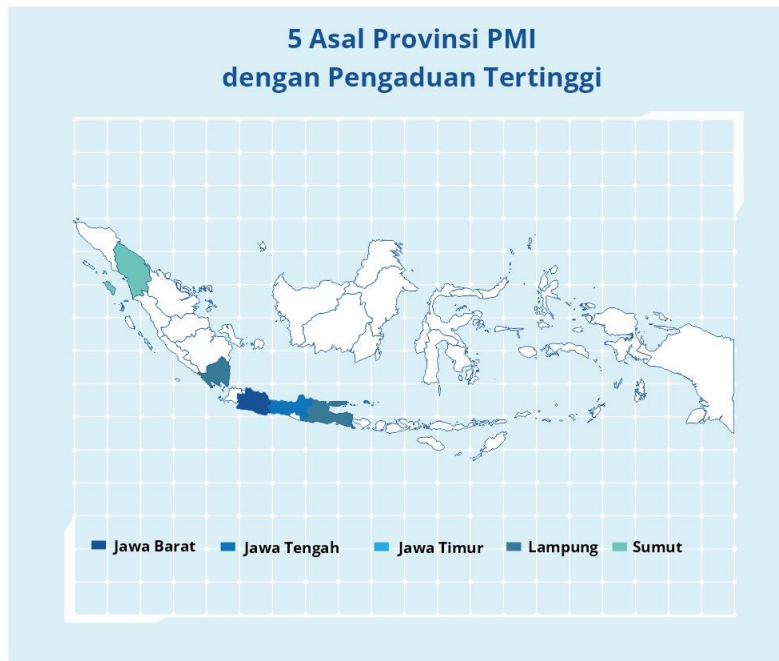 5 Asal Provinsi PMI
dengan Pengaduan Tertinggi
Jawa Barat
Jawa Tengah
Jawa Timur
Lampung
Sumut